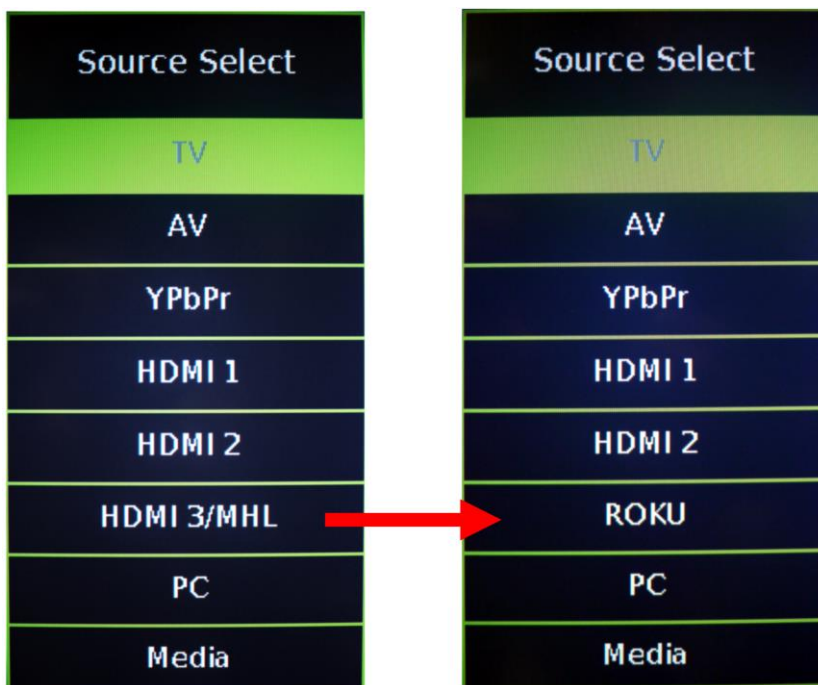 Source Select
TV
AV
YPbPr
HDMI 1
HDMI 2
HDMI 3/MHL
PC
Media
Source Select
TV
AV
YPbPr
HDMI 1
HDMI 2
ROKU
PC
Media